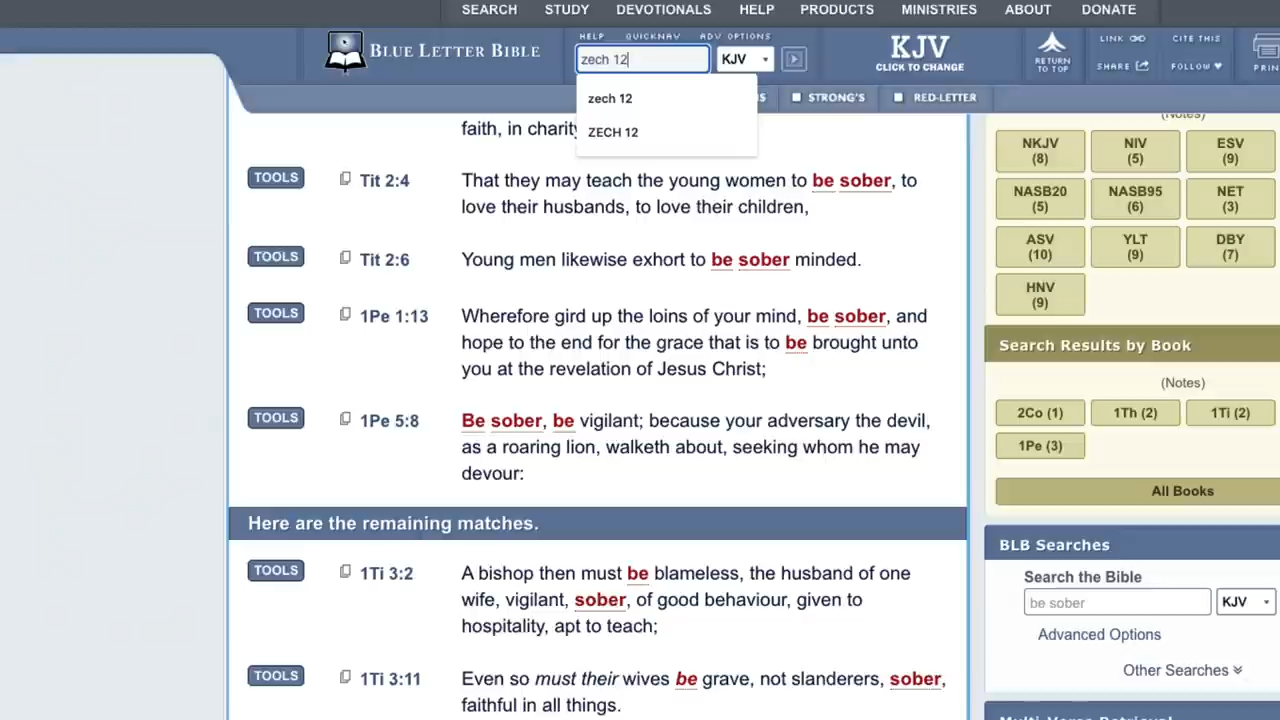 SEARCH STUDY DEVOTIONALS HELP PRODUCTS MINISTRIES ABOUT DONATE
HELP QUICKNAV ADV OPTIONS
BLUE LETTER BIBLE
zech 12
KJV
KJV
CLICK TO CHANGE
RETURN
TO TOP
LINK
CITE THIS
SHARE
FOLLOW
zech 12
ZECH 12
STRONG'S
RED-LETTER
faith, in charity
TOOLS Tit 2:4 That they may teach the young women to be sober, to
love their husbands, to love their children,
TOOLS Tit 2:6 Young men likewise exhort to be sober minded.
TOOLS 1Pe 1:13 Wherefore gird up the loins of your mind, be sober, and
hope to the end for the grace that is to be brought unto
you at the revelation of Jesus Christ;
TOOLS 1Pe 5:8 Be sober, be vigilant; because your adversary the devil,
as a roaring lion, walketh about, seeking whom he may
devour:
Here are the remaining matches.
TOOLS 1Ti 3:2 A bishop then must be blameless, the husband of one
wife, vigilant, sober, of good behaviour, given to
hospitality, apt to teach;
TOOLS 1Ti 3:11 Even so must their wives be grave, not slanderers, sober,
faithful in all things.
(Notes)
NKJV
(8)
NIV
(5)
ESV
(9)
NASB20
(5)
NASB95
(6)
NET
(3)
ASV
(10)
YLT
(9)
DBY
(7)
HNV
(9)
Search Results by Book
(Notes)
2Co (1) 1Th (2) 1Ti (2)
1Pe (3)
All Books
BLB Searches
Search the Bible
be sober KJV
Advanced Options
Other Searches